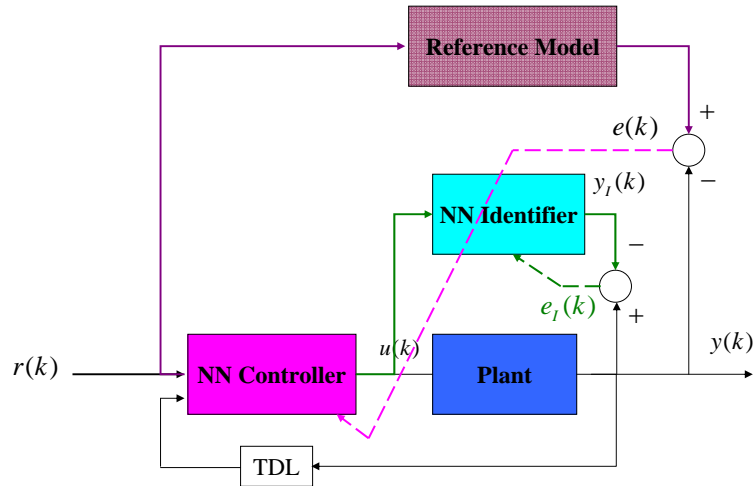 Reference Model
+
e(k)
−
y_I(k)
NN Identifier
−
e_I(k)
+
r(k)
NN Controller
u(k)
Plant
y(k)
TDL